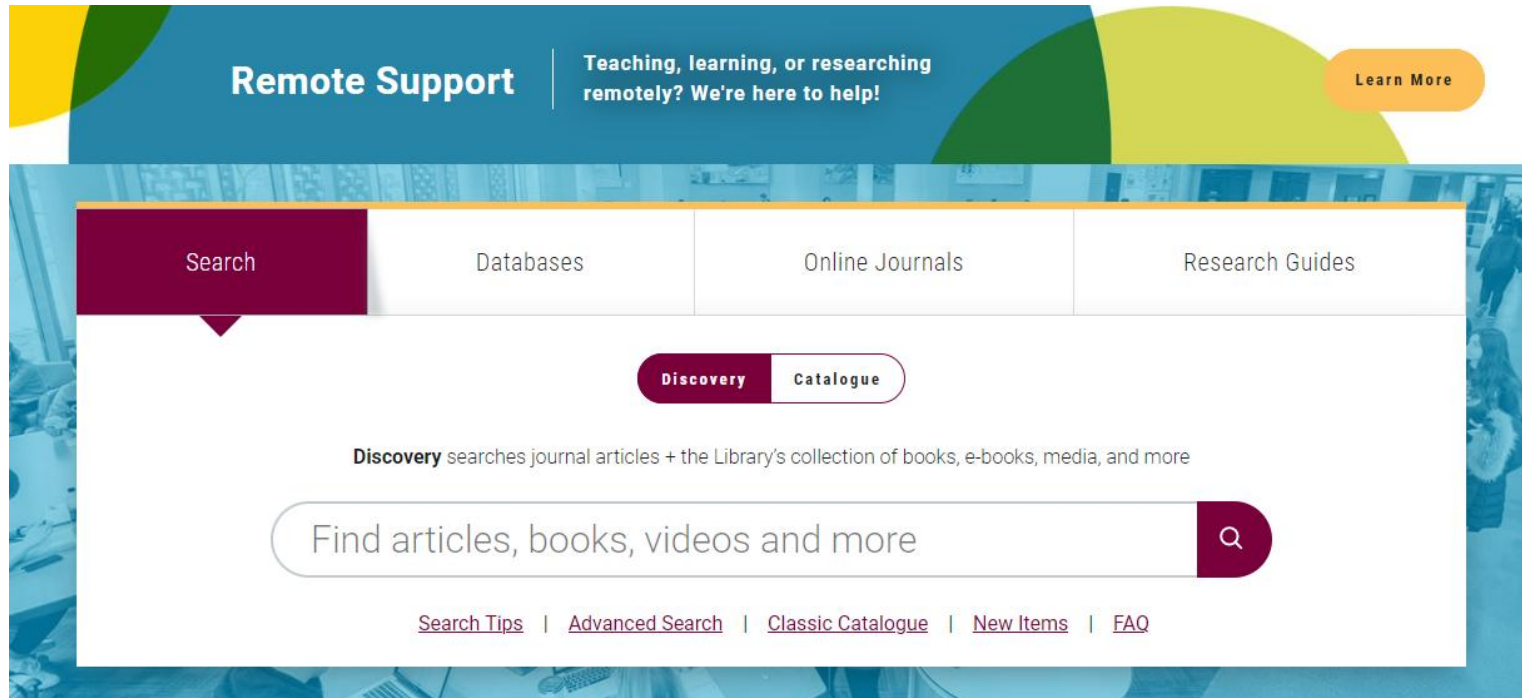 Remote Support
Teaching, learning, or researching
remotely? We're here to help!
Learn More
Search
Databases
Online Journals
Research Guides
Discovery
Catalogue
Discovery searches journal articles + the Library's collection of books, e-books, media, and more
Find articles, books, videos and more
Search Tips | Advanced Search | Classic Catalogue | New Items | FAQ